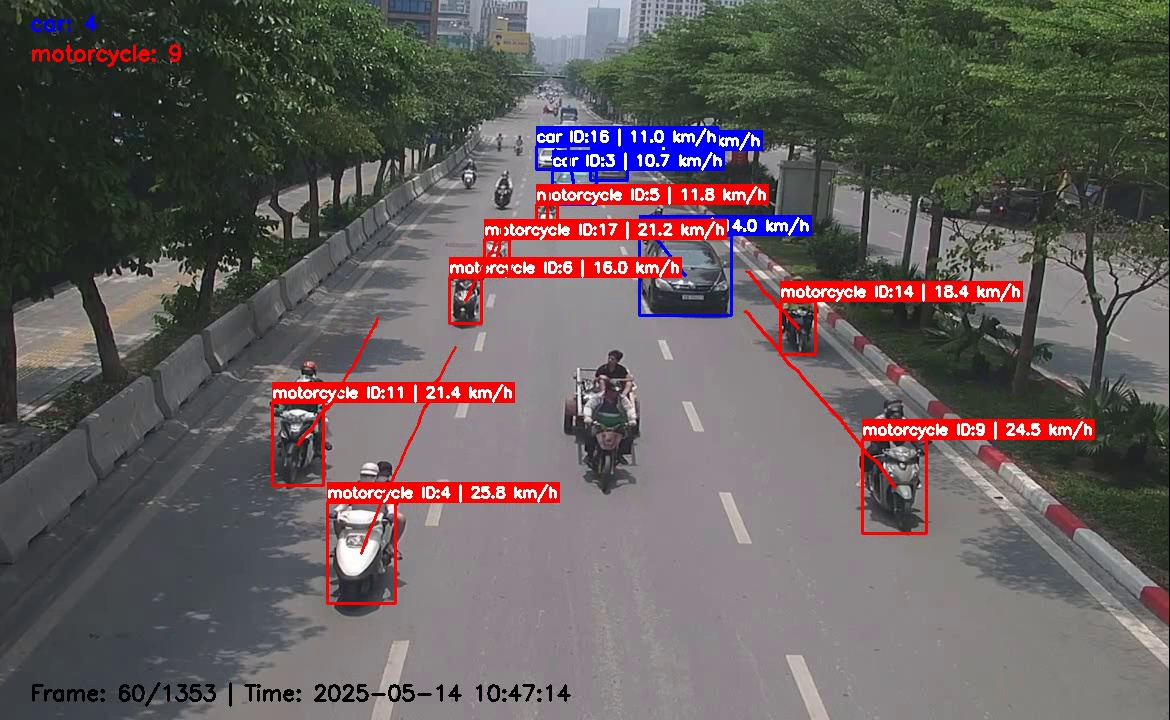 car: 4
motorcycle: 9
car ID:16 | 11.0 km/h
km/h
car ID:3 | 10.7 km/h
motorcycle ID:5 | 11.8 km/h
motorcycle ID:17 | 21.2 km/h
4.0 km/h
motorcycle ID:6 | 16.0 km/h
motorcycle ID:14 | 18.4 km/h
motorcycle ID:11 | 21.4 km/h
motorcycle ID:9 | 24.5 km/h
motorcycle ID:4 | 25.8 km/h
Frame: 60/1353 | Time: 2025-05-14 10:47:14